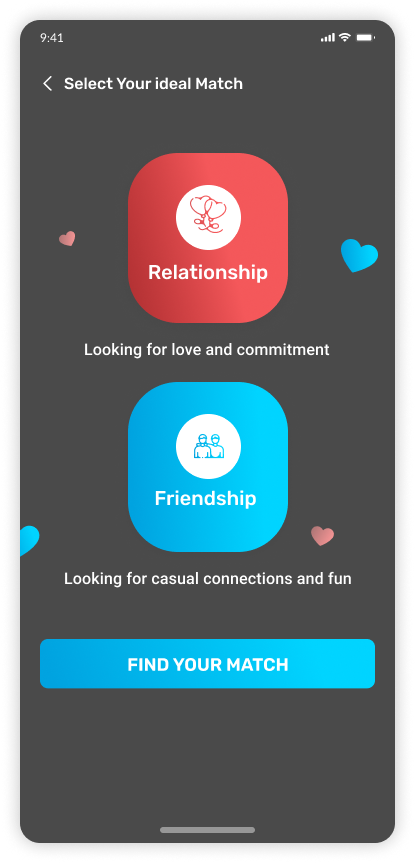 9:41
Select Your ideal Match
Relationship
Looking for love and commitment
Friendship
Looking for casual connections and fun
FIND YOUR MATCH